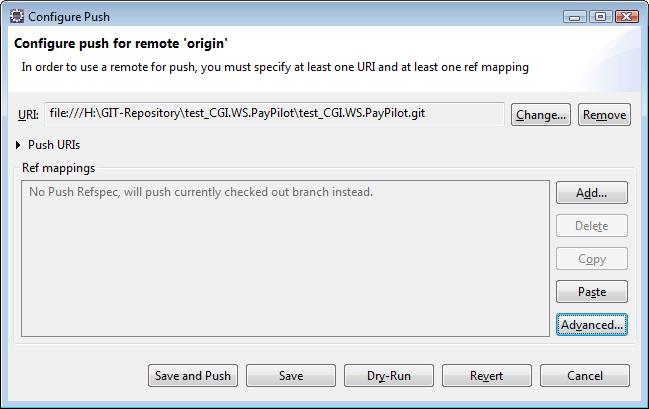 Configure Push
Configure push for remote 'origin'
In order to use a remote for push, you must specify at least one URI and at least one ref mapping
URI: file:///H:\GIT-Repository\test_CGI.WS.PayPilot\test_CGI.WS.PayPilot.git Change... Remove
Push URIs
Ref mappings
No Push Refspec, will push currently checked out branch instead.
Add...
Delete
Copy
Paste
Advanced...
Save and Push Save Dry-Run Revert Cancel